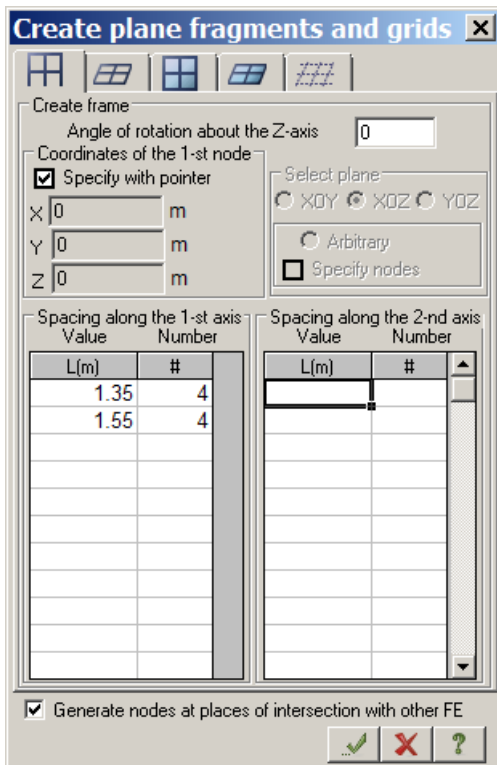 Create plane fragments and grids
Create frame
Angle of rotation about the Z-axis 0
Coordinates of the 1-st node
Specify with pointer
X 0 m
Y 0 m
Z 0 m
Select plane
XOY XOZ YOZ
Arbitrary
Specify nodes
Spacing along the 1-st axis
Value Number
L(m) #
1.35 4
1.55 4
Spacing along the 2-nd axis
Value Number
L(m) #
Generate nodes at places of intersection with other FE
?